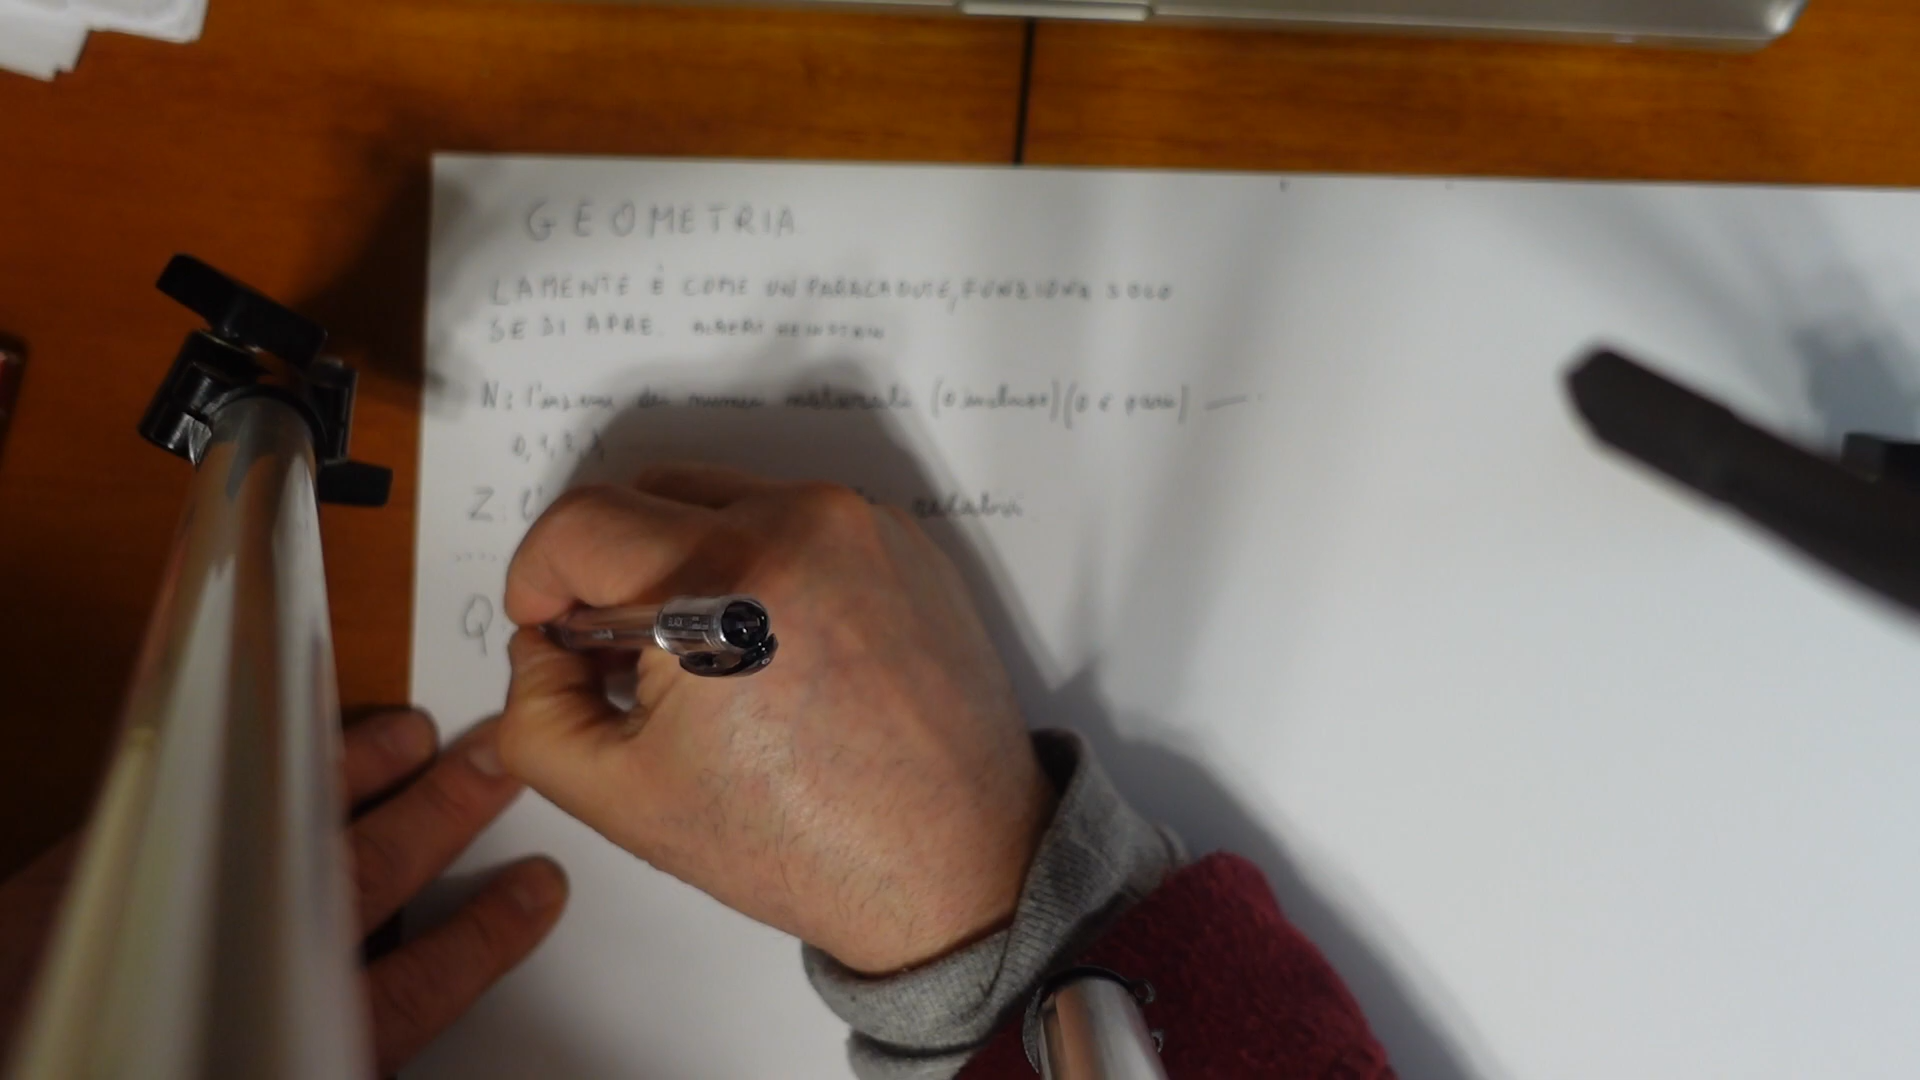 GEOMETRIA
LA MENTE È COME UN PARACADUTE, FUNZIONA SOLO
SE SI APRE. ALBERT
N: l'insieme dei numeri naturali (0 incluso) (0 è pari)
0, 1, 2, 3,
Z: l' relativi
....
Q
BLACK